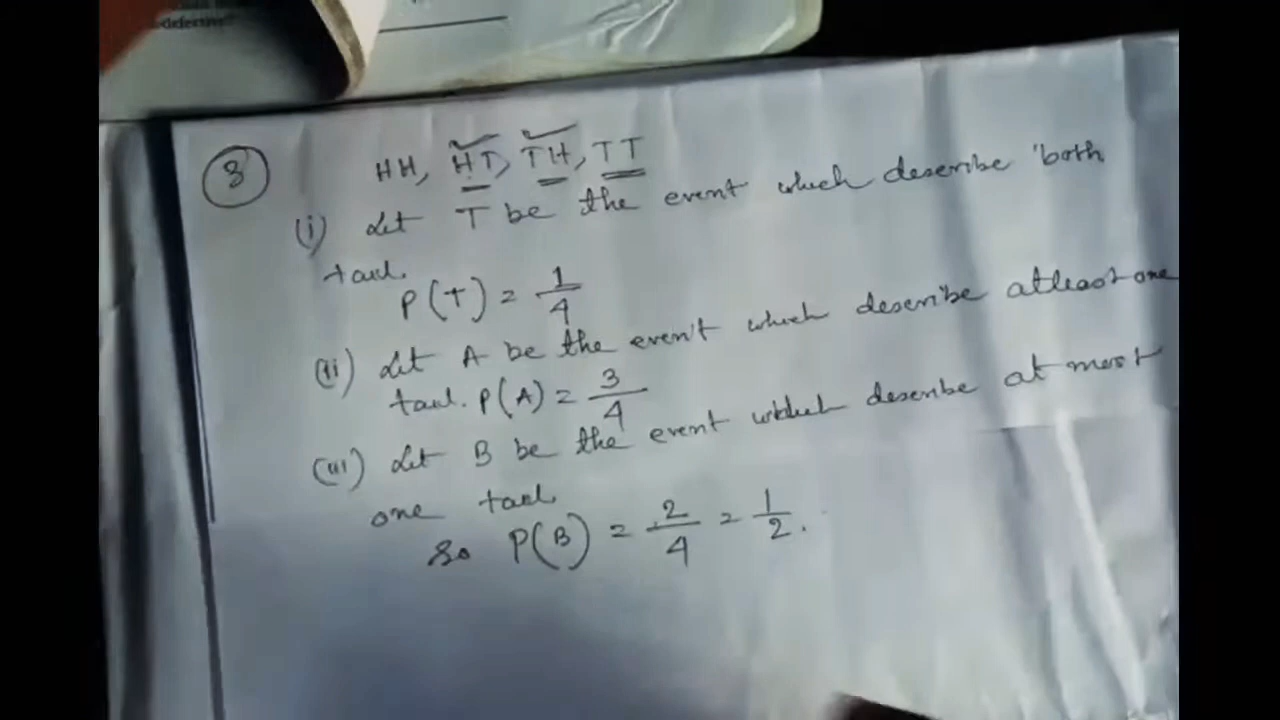 defective?
③ HH, HT, TH, TT
(i) Let T be the event which describe both
tail.
P(T) = 1/4
(ii) Let A be the event which describe atleast one
tail. P(A) = 3/4
(iii) Let B be the event which describe at most
one tail
So P(B) = 2/4 = 1/2.